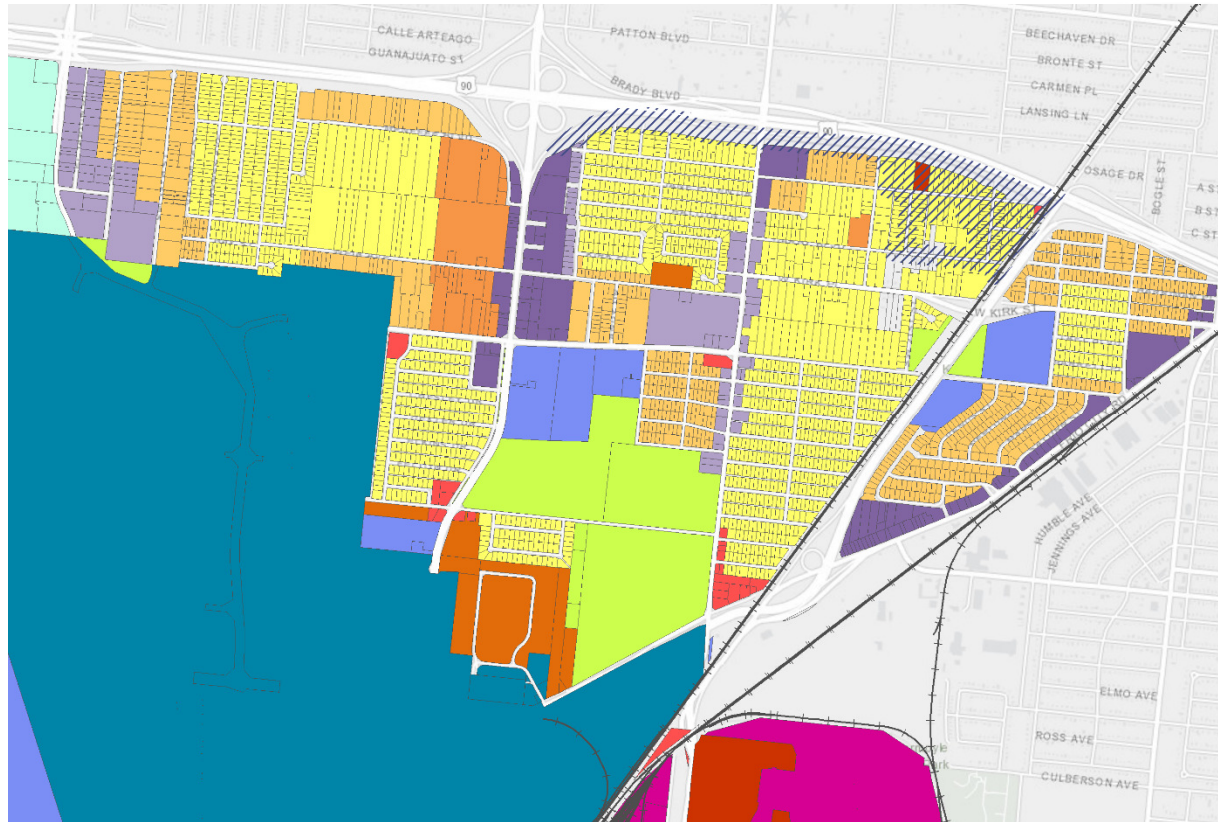 CALLE ARTEAGO
GUANAJUATO ST
PATTON BLVD
BEECHAVEN DR
BRONTE ST
CARMEN PL
LANSING LN
90
BRADY BLVD
90
OSAGE DR
BOGLE ST
A ST
B ST
C ST
W KIRK ST
HUMBLE AVE
JENNINGS AVE
ELMO AVE
ROSS AVE
Park
CULBERSON AVE